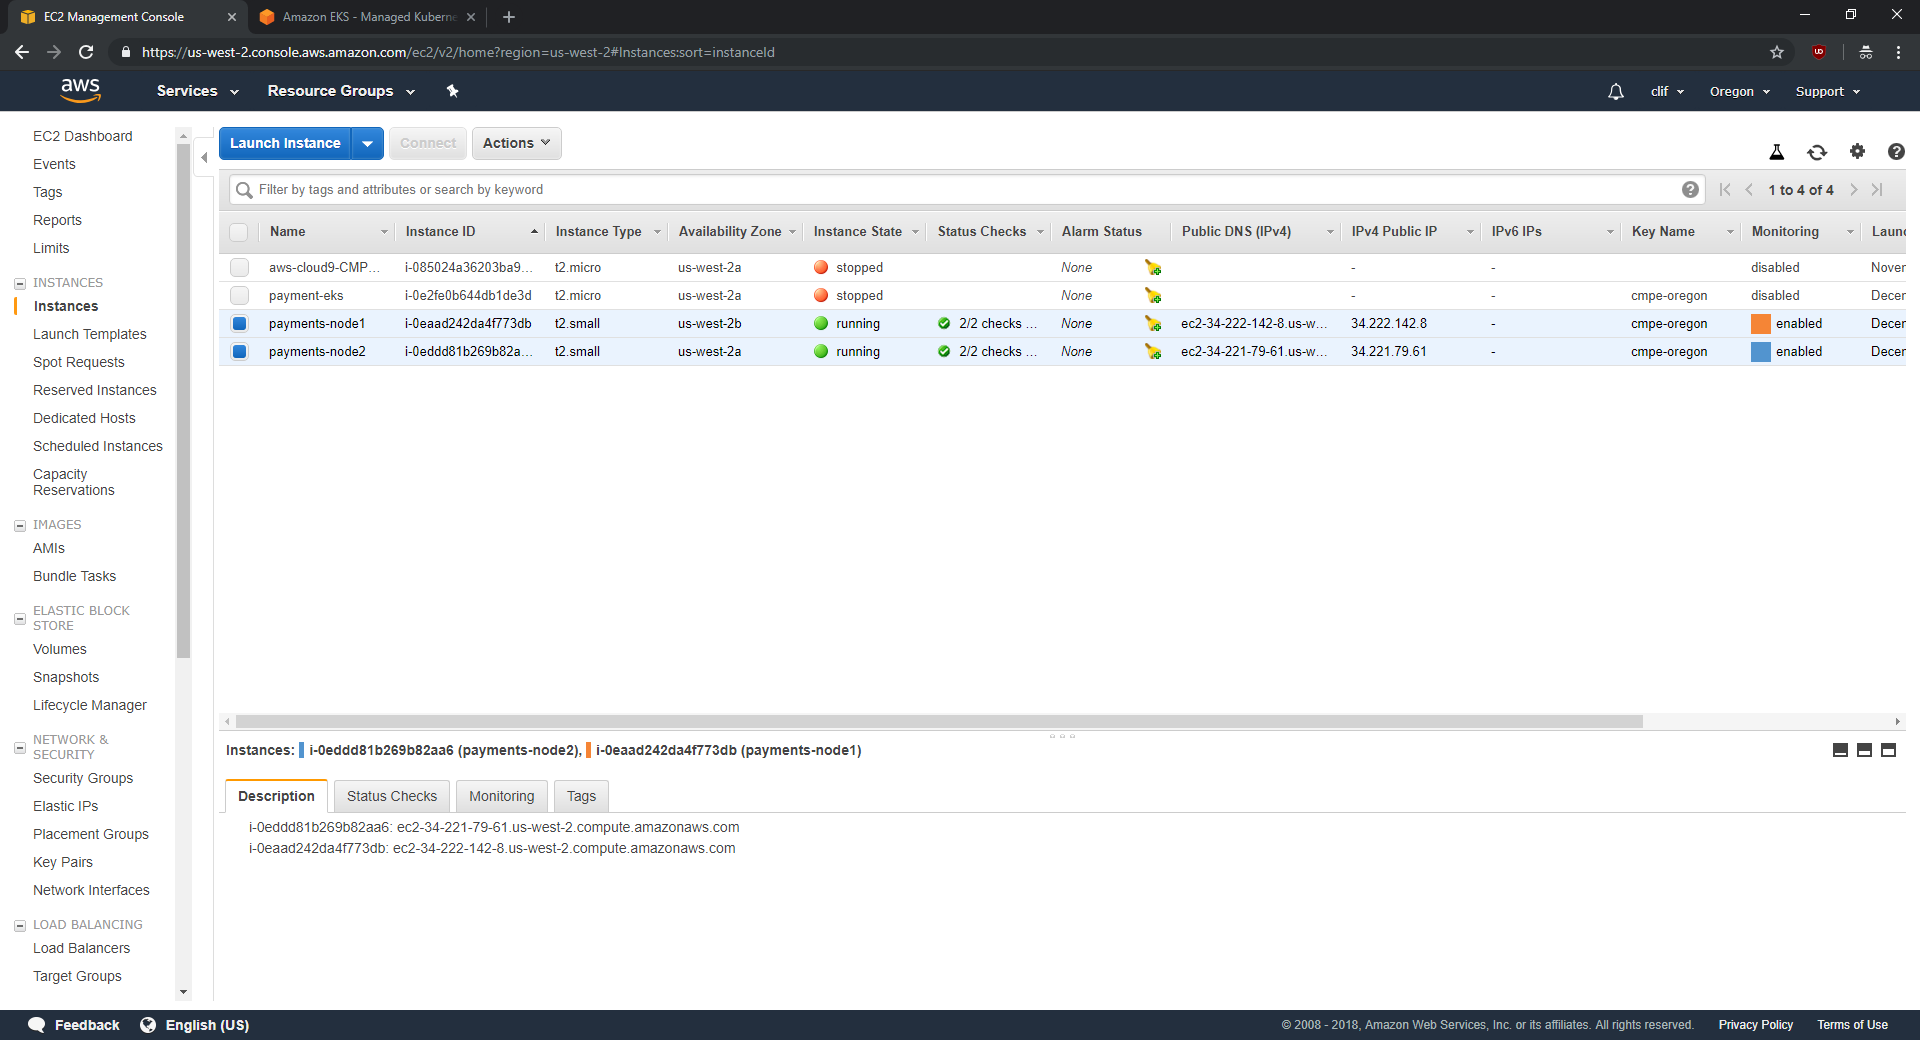 EC2 Management Console
Amazon EKS - Managed Kuberne
https://us-west-2.console.aws.amazon.com/ec2/v2/home?region=us-west-2#Instances:sort=instanceId
aws Services Resource Groups clif Oregon Support
EC2 Dashboard
Events
Tags
Reports
Limits
INSTANCES
Instances
Launch Templates
Spot Requests
Reserved Instances
Dedicated Hosts
Scheduled Instances
Capacity
Reservations
IMAGES
AMIs
Bundle Tasks
ELASTIC BLOCK
STORE
Volumes
Snapshots
Lifecycle Manager
NETWORK &
SECURITY
Security Groups
Elastic IPs
Placement Groups
Key Pairs
Network Interfaces
LOAD BALANCING
Load Balancers
Target Groups
Launch Instance Connect Actions
Filter by tags and attributes or search by keyword
1 to 4 of 4
Name Instance ID Instance Type Availability Zone Instance State Status Checks Alarm Status Public DNS (IPv4) IPv4 Public IP IPv6 IPs Key Name Monitoring Launc
aws-cloud9-CMP... i-085024a36203ba9... t2.micro us-west-2a stopped None - - disabled Nover
payment-eks i-0e2fe0b644db1de3d t2.micro us-west-2a stopped None - - cmpe-oregon disabled Decer
payments-node1 i-0eaad242da4f773db t2.small us-west-2b running 2/2 checks ... None ec2-34-222-142-8.us-w... 34.222.142.8 - cmpe-oregon enabled Decer
payments-node2 i-0eddd81b269b82a... t2.small us-west-2a running 2/2 checks ... None ec2-34-221-79-61.us-w... 34.221.79.61 - cmpe-oregon enabled Decer
Instances: i-0eddd81b269b82aa6 (payments-node2), i-0eaad242da4f773db (payments-node1)
Description Status Checks Monitoring Tags
i-0eddd81b269b82aa6: ec2-34-221-79-61.us-west-2.compute.amazonaws.com
i-0eaad242da4f773db: ec2-34-222-142-8.us-west-2.compute.amazonaws.com
Feedback English (US) © 2008 - 2018, Amazon Web Services, Inc. or its affiliates. All rights reserved. Privacy Policy Terms of Use